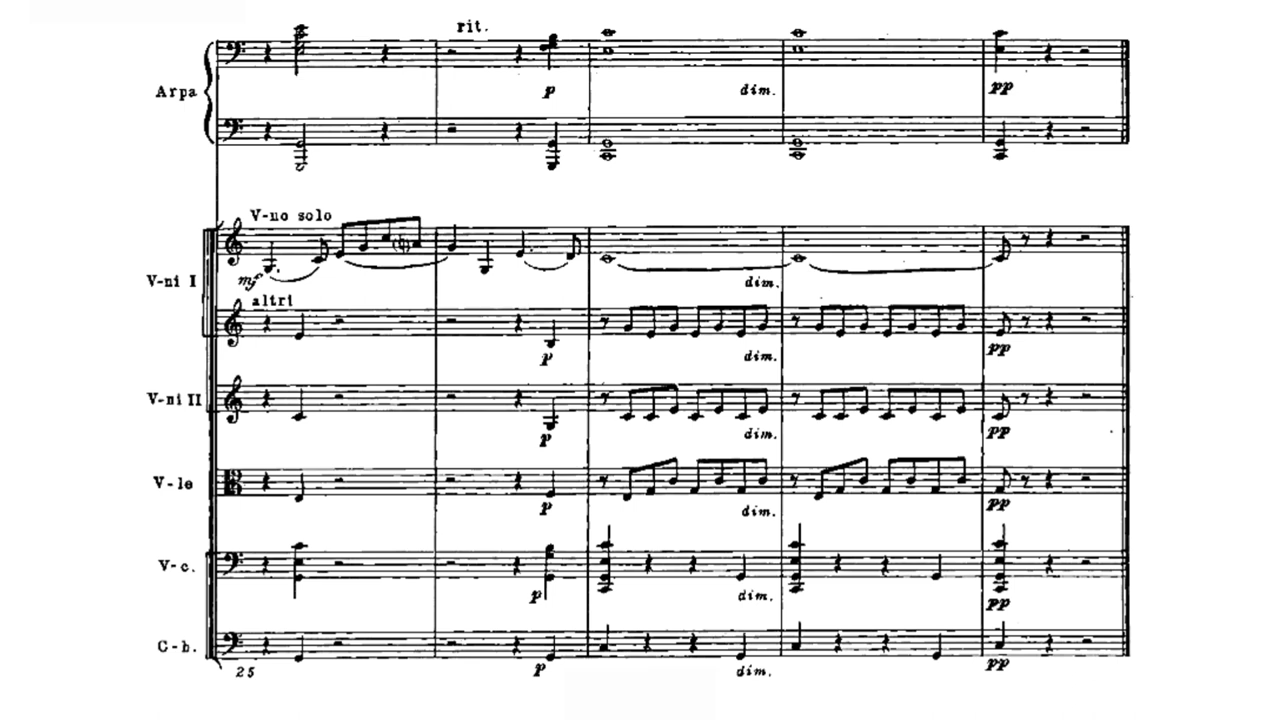 rit.
Arpa
p
dim.
pp
V-no solo
mf
V-ni I
dim.
altri
p
dim.
pp
V-ni II
p
dim.
pp
V-le
p
dim.
pp
V-c.
p
dim.
pp
C-b.
25
p
dim.
pp